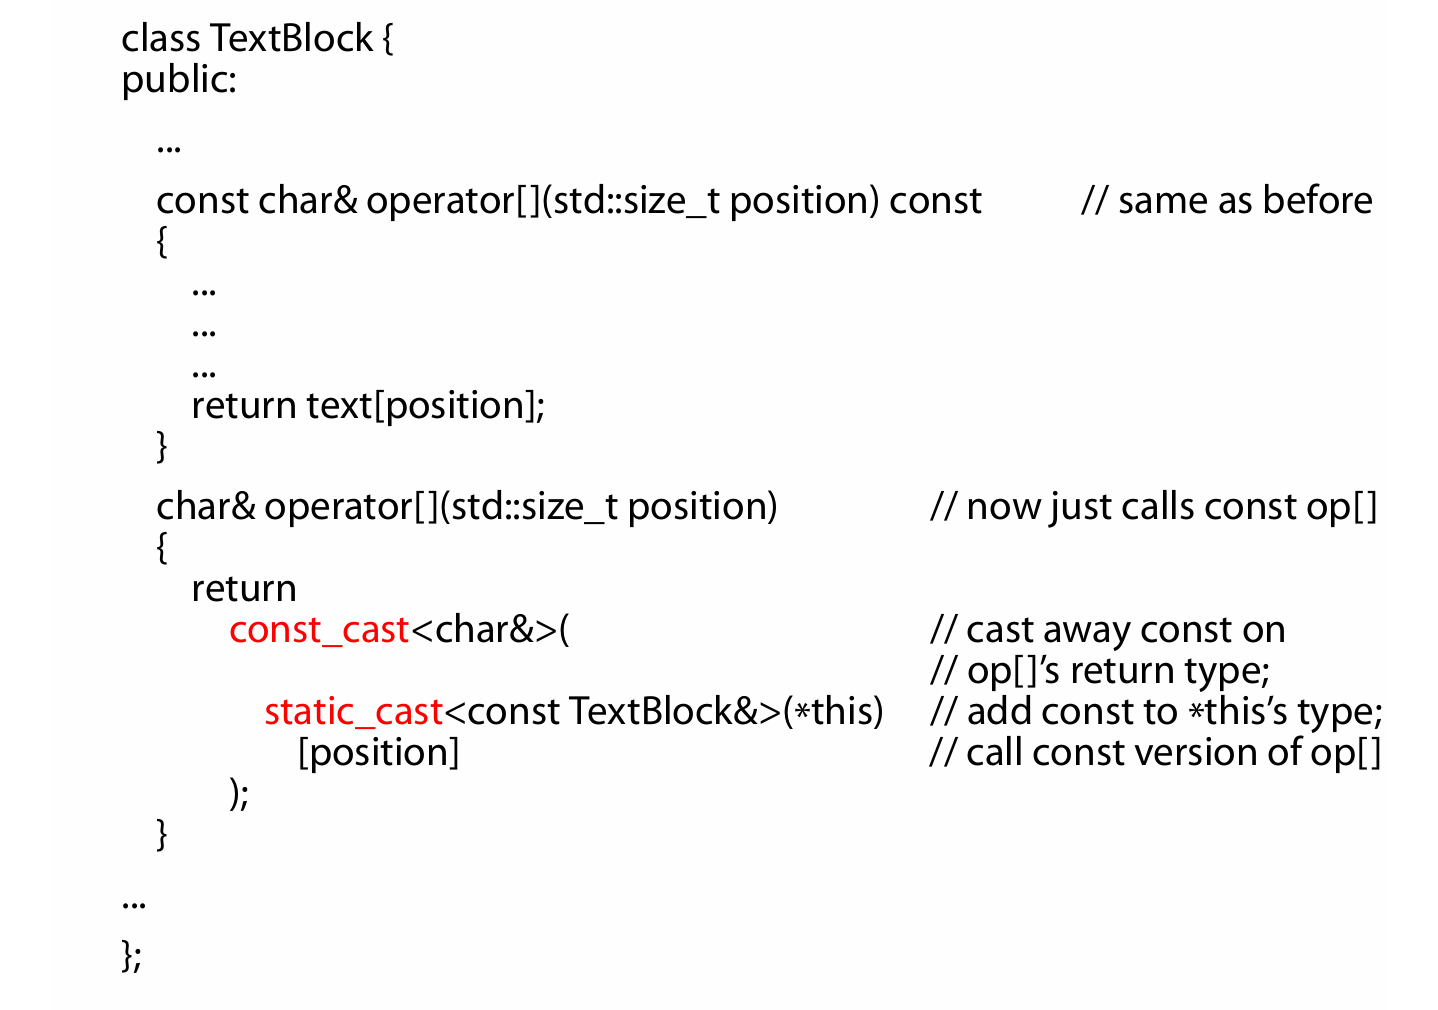 class TextBlock {
public:
...
const char& operator[](std::size_t position) const // same as before
{
...
...
...
return text[position];
}
char& operator[](std::size_t position) // now just calls const op[]
{
return
const_cast<char&>( // cast away const on
// op[]’s return type;
static_cast<const TextBlock&>(*this) // add const to *this’s type;
[position] // call const version of op[]
);
}
...
};